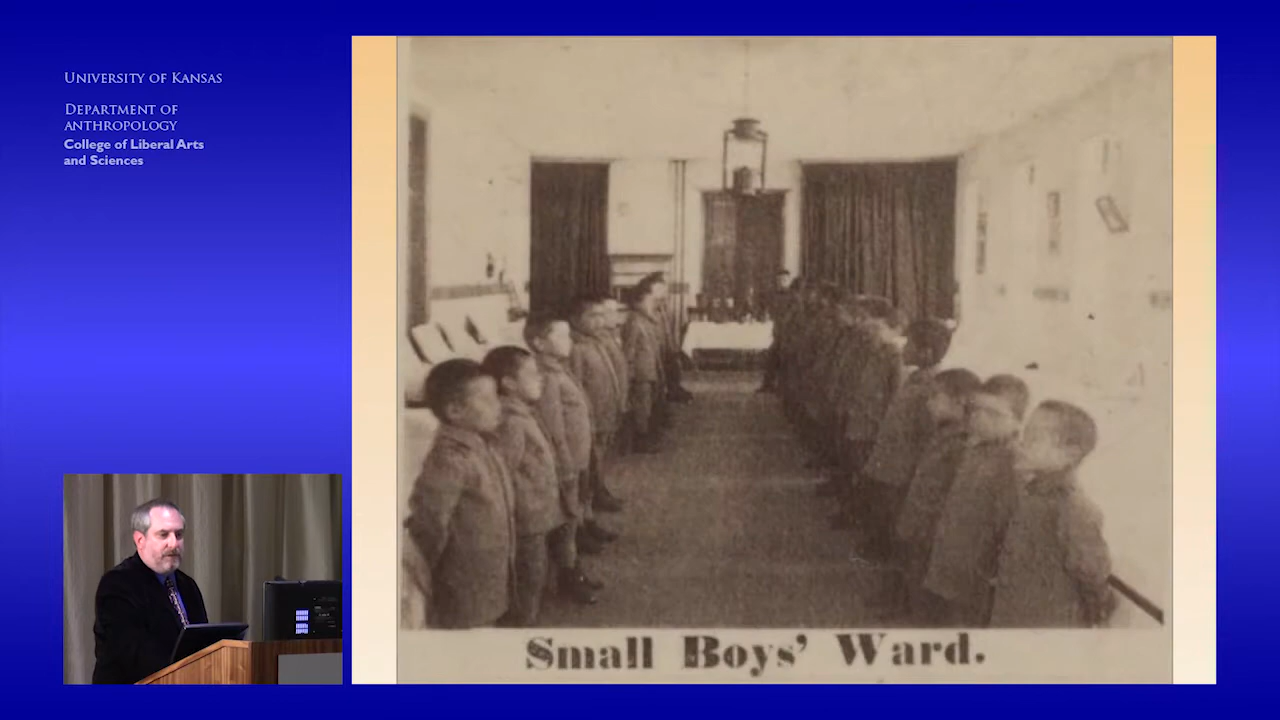 UNIVERSITY OF KANSAS
DEPARTMENT OF
ANTHROPOLOGY
College of Liberal Arts
and Sciences
Small Boys' Ward.